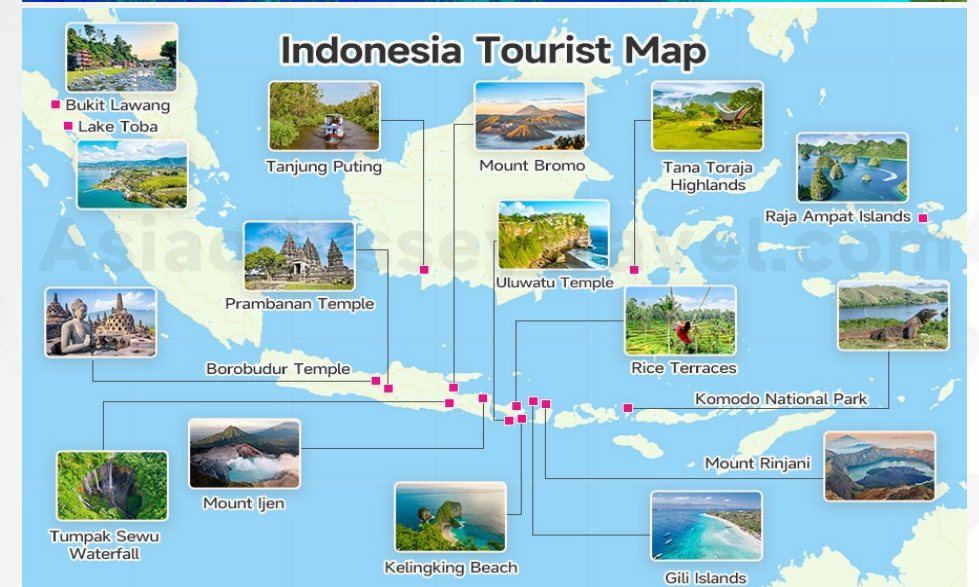 Indonesia Tourist Map
Bukit Lawang
Lake Toba
Tanjung Puting
Mount Bromo
Tana Toraja
Highlands
Raja Ampat Islands
Prambanan Temple
Uluwatu Temple
Borobudur Temple
Rice Terraces
Komodo National Park
Mount Rinjani
Mount Ijen
Tumpak Sewu
Waterfall
Kelingking Beach
Gili Islands